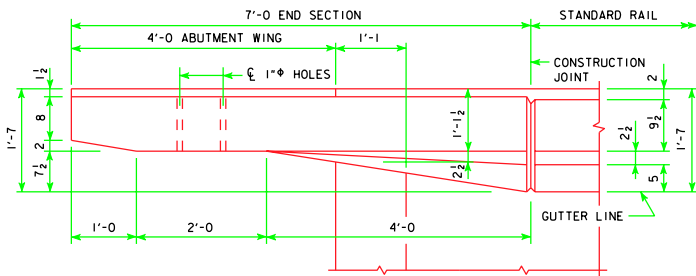 7'-0 END SECTION
STANDARD RAIL
4'-0 ABUTMENT WING
1'-1
℄ 1"ϕ HOLES
CONSTRUCTION
JOINT
1½
8
1'-7
2
7½
1'-1½
2½
2
9½
2½
1'-7
5
GUTTER LINE
1'-0
2'-0
4'-0